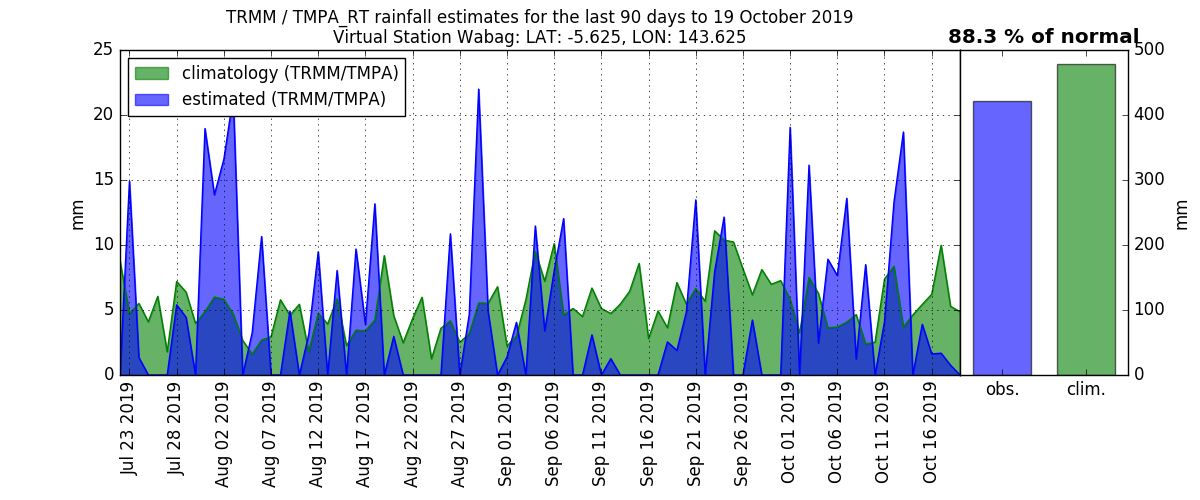 TRMM / TMPA_RT rainfall estimates for the last 90 days to 19 October 2019
Virtual Station Wabag: LAT: -5.625, LON: 143.625
88.3 % of normal
climatology (TRMM/TMPA)
estimated (TRMM/TMPA)
25
20
15
10
5
0
mm
500
400
300
200
100
0
mm
Jul 23 2019
Jul 28 2019
Aug 02 2019
Aug 07 2019
Aug 12 2019
Aug 17 2019
Aug 22 2019
Aug 27 2019
Sep 01 2019
Sep 06 2019
Sep 11 2019
Sep 16 2019
Sep 21 2019
Sep 26 2019
Oct 01 2019
Oct 06 2019
Oct 11 2019
Oct 16 2019
obs.
clim.